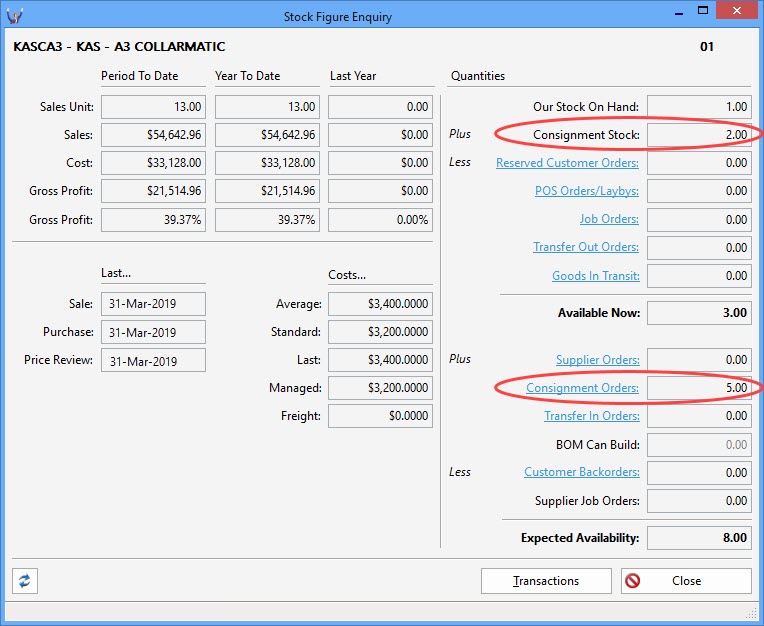 Stock Figure Enquiry
KASCA3 - KAS - A3 COLLARMATIC 01
Period To Date Year To Date Last Year Quantities
Sales Unit: 13.00 13.00 0.00 Our Stock On Hand: 1.00
Sales: $54,642.96 $54,642.96 $0.00 Plus Consignment Stock: 2.00
Cost: $33,128.00 $33,128.00 $0.00 Less Reserved Customer Orders: 0.00
Gross Profit: $21,514.96 $21,514.96 $0.00 POS Orders/Laybys: 0.00
Gross Profit: 39.37% 39.37% 0.00% Job Orders: 0.00
Transfer Out Orders: 0.00
Last... Costs... Goods In Transit: 0.00
Sale: 31-Mar-2019 Average: $3,400.0000 Available Now: 3.00
Purchase: 31-Mar-2019 Standard: $3,200.0000
Price Review: 31-Mar-2019 Last: $3,400.0000 Plus Supplier Orders: 0.00
Managed: $3,200.0000 Consignment Orders: 5.00
Freight: $0.0000 Transfer In Orders: 0.00
BOM Can Build: 0.00
Less Customer Backorders: 0.00
Supplier Job Orders: 0.00
Expected Availability: 8.00
Transactions Close